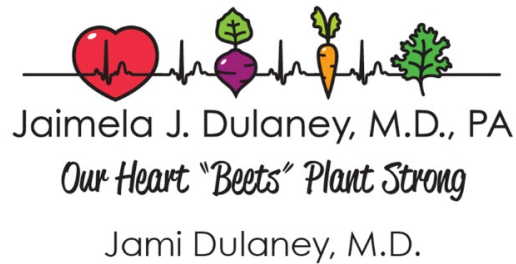 Jaimela J. Dulaney, M.D., PA
Our Heart "Beets" Plant Strong
Jami Dulaney, M.D.